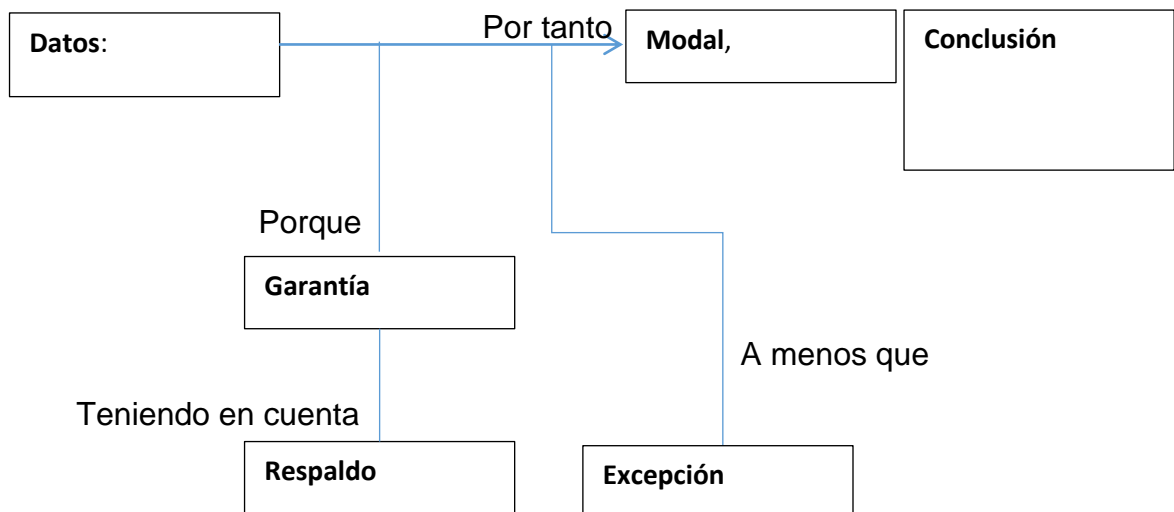 Datos:
Por tanto
Modal,
Conclusión
Porque
Garantía
A menos que
Teniendo en cuenta
Respaldo
Excepción